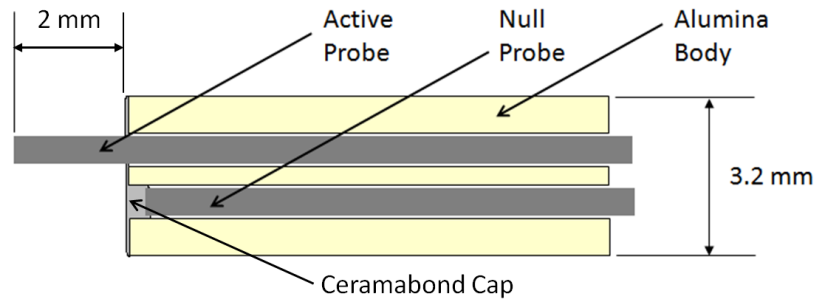 2 mm
Active
Probe
Null
Probe
Alumina
Body
3.2 mm
Ceramabond Cap